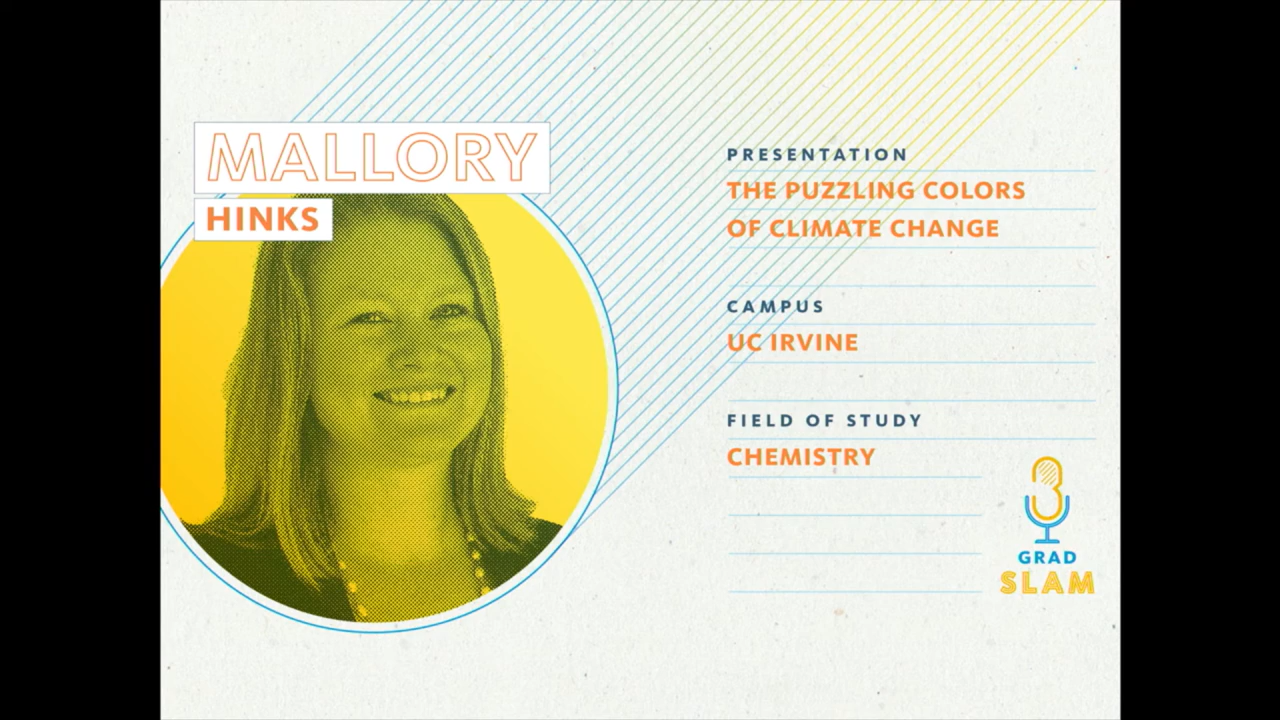 MALLORY
HINKS
PRESENTATION
THE PUZZLING COLORS
OF CLIMATE CHANGE
CAMPUS
UC IRVINE
FIELD OF STUDY
CHEMISTRY
GRAD
SLAM